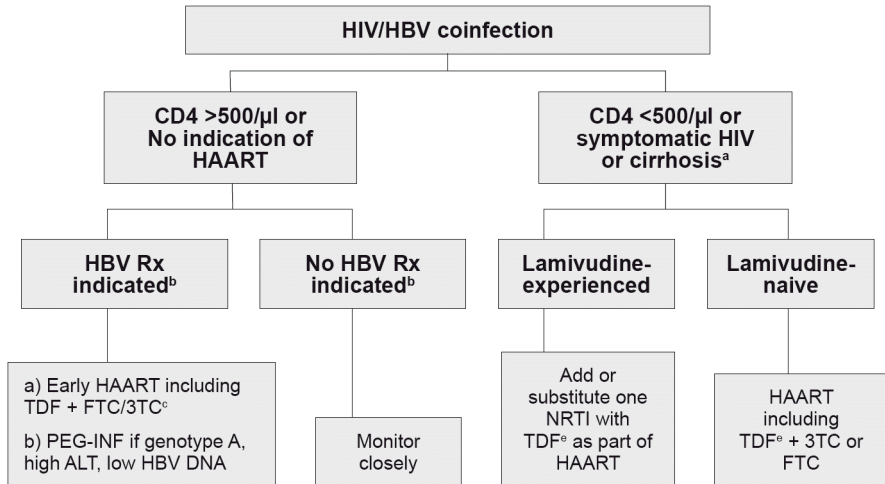 HIV/HBV coinfection
CD4 >500/µl or
No indication of
HAART
CD4 <500/µl or
symptomatic HIV
or cirrhosisᵃ
HBV Rx
indicatedᵇ
No HBV Rx
indicatedᵇ
Lamivudine-
experienced
Lamivudine-
naive
a) Early HAART including
TDF + FTC/3TCᶜ
b) PEG-INF if genotype A,
high ALT, low HBV DNA
Monitor
closely
Add or
substitute one
NRTI with
TDFᵉ as part of
HAART
HAART
including
TDFᵉ + 3TC or
FTC